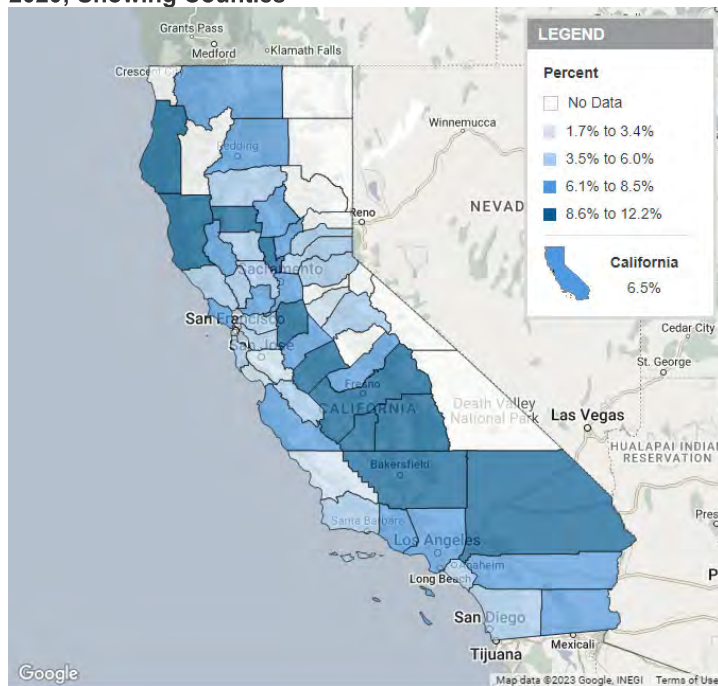 2020, Showing Counties
Grants Pass
Medford
Klamath Falls
Crescent
Redding
Winnemucca
Reno
NEVAD
Sacramento
San Francisco
San Jose
Fresno
CALIFORNIA
Death Valley
National Park
Las Vegas
Cedar City
St. George
HUALAPAI INDIAN
RESERVATION
Bakersfield
Santa Barbara
Los Angeles
Anaheim
Long Beach
San Diego
Tijuana
Mexicali
Pres
P
LEGEND
Percent
No Data
1.7% to 3.4%
3.5% to 6.0%
6.1% to 8.5%
8.6% to 12.2%
California
6.5%
Google
Map data ©2023 Google, INEGI
Terms of Use